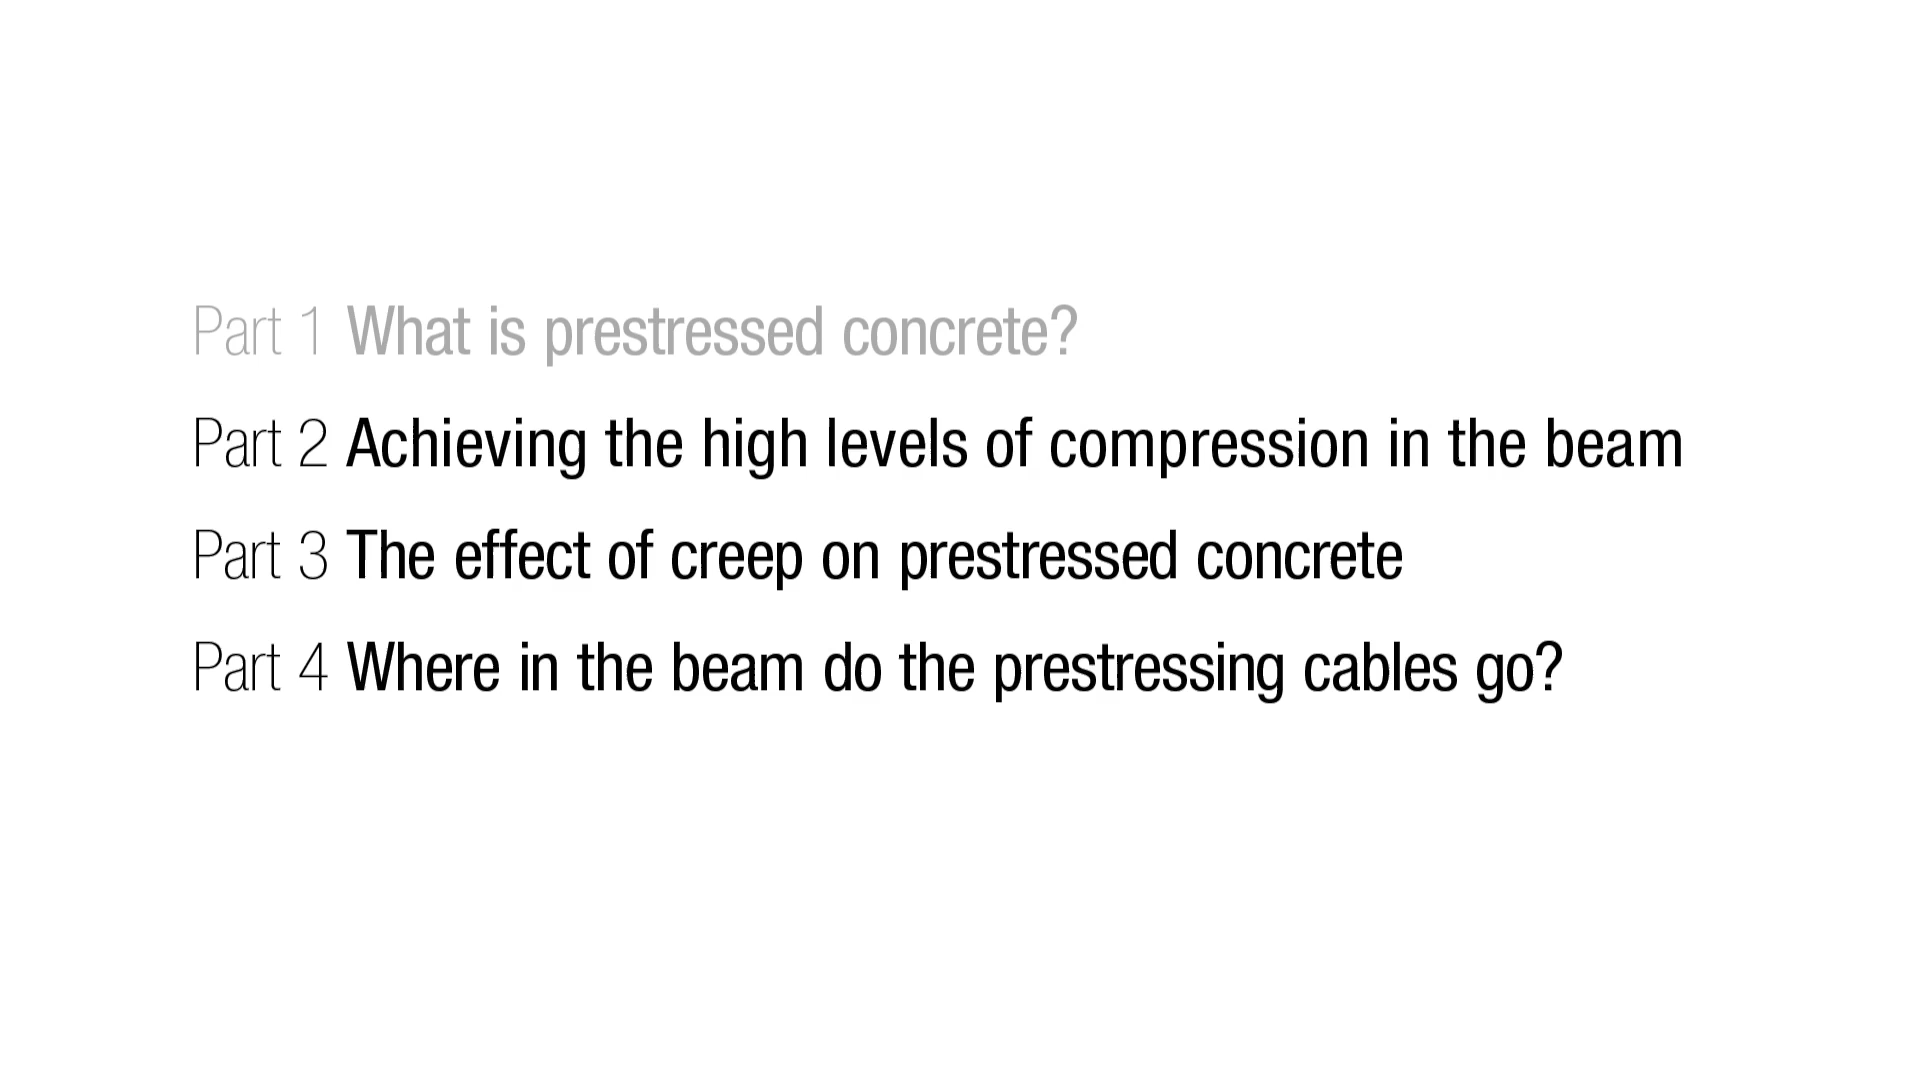 Part 1 What is prestressed concrete?
Part 2 Achieving the high levels of compression in the beam
Part 3 The effect of creep on prestressed concrete
Part 4 Where in the beam do the prestressing cables go?